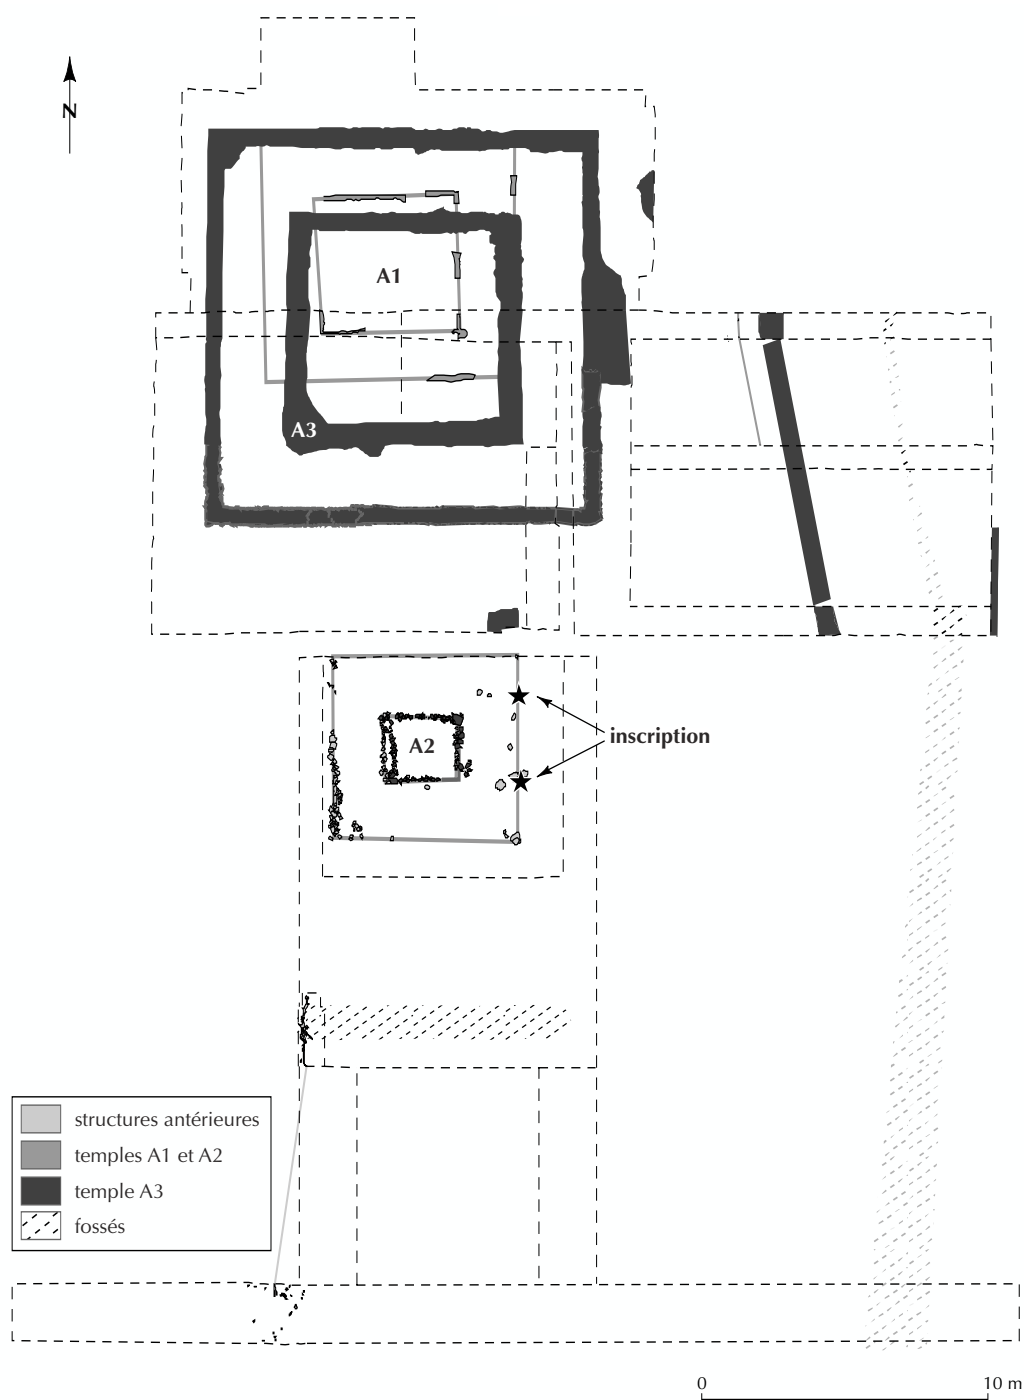 N
A1
A3
A2
inscription
structures antérieures
temples A1 et A2
temple A3
fossés
0 10 m